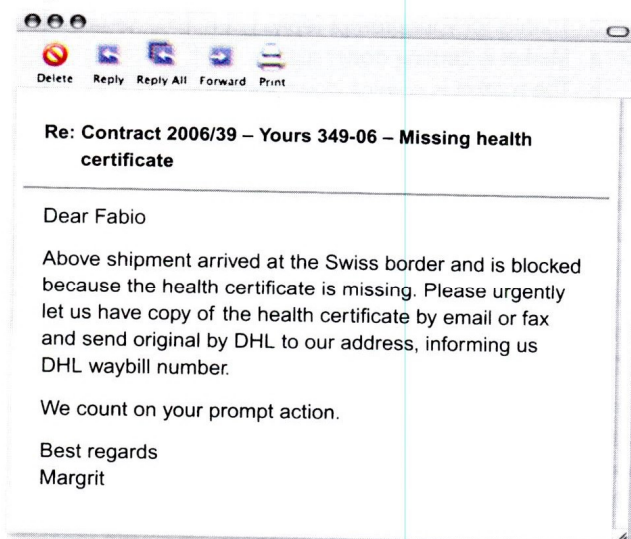 Delete Reply Reply All Forward Print
Re: Contract 2006/39 – Yours 349-06 – Missing health
certificate
Dear Fabio
Above shipment arrived at the Swiss border and is blocked
because the health certificate is missing. Please urgently
let us have copy of the health certificate by email or fax
and send original by DHL to our address, informing us
DHL waybill number.
We count on your prompt action.
Best regards
Margrit